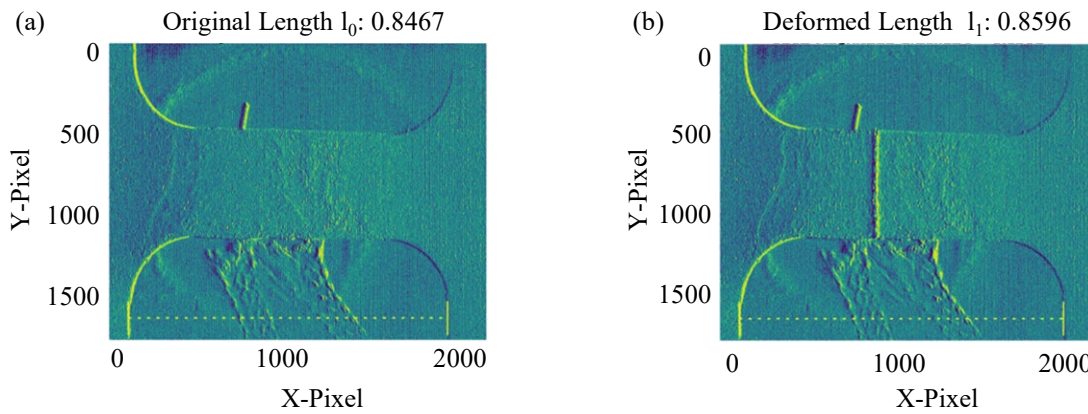 (a) Original Length l₀: 0.8467
0
500
1000
1500
Y-Pixel
0 1000 2000
X-Pixel
(b) Deformed Length l₁: 0.8596
0
500
1000
1500
Y-Pixel
0 1000 2000
X-Pixel